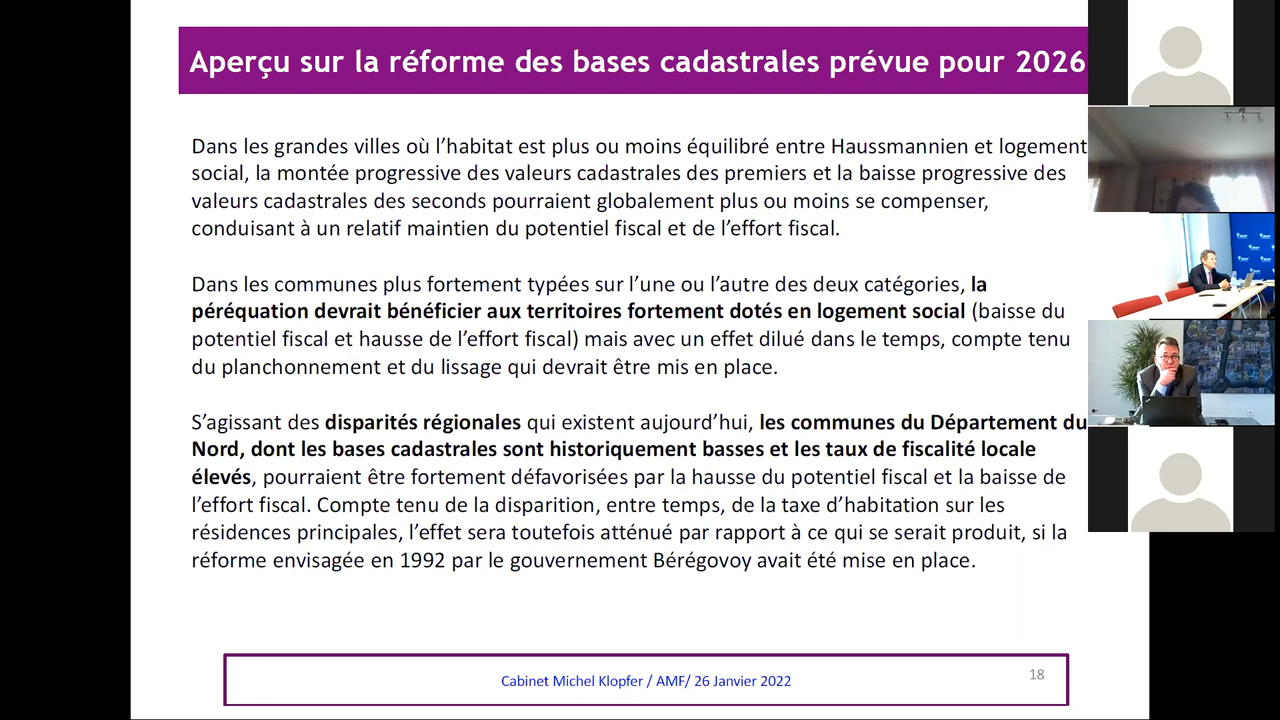 Aperçu sur la réforme des bases cadastrales prévue pour 2026
Dans les grandes villes où l’habitat est plus ou moins équilibré entre Haussmannien et logement
social, la montée progressive des valeurs cadastrales des premiers et la baisse progressive des
valeurs cadastrales des seconds pourraient globalement plus ou moins se compenser,
conduisant à un relatif maintien du potentiel fiscal et de l’effort fiscal.
Dans les communes plus fortement typées sur l’une ou l’autre des deux catégories, la
péréquation devrait bénéficier aux territoires fortement dotés en logement social (baisse du
potentiel fiscal et hausse de l’effort fiscal) mais avec un effet dilué dans le temps, compte tenu
du planchonnement et du lissage qui devrait être mis en place.
S’agissant des disparités régionales qui existent aujourd’hui, les communes du Département du
Nord, dont les bases cadastrales sont historiquement basses et les taux de fiscalité locale
élevés, pourraient être fortement défavorisées par la hausse du potentiel fiscal et la baisse de
l’effort fiscal. Compte tenu de la disparition, entre temps, de la taxe d’habitation sur les
résidences principales, l’effet sera toutefois atténué par rapport à ce qui se serait produit, si la
réforme envisagée en 1992 par le gouvernement Bérégovoy avait été mise en place.
Cabinet Michel Klopfer / AMF/ 26 Janvier 2022
18